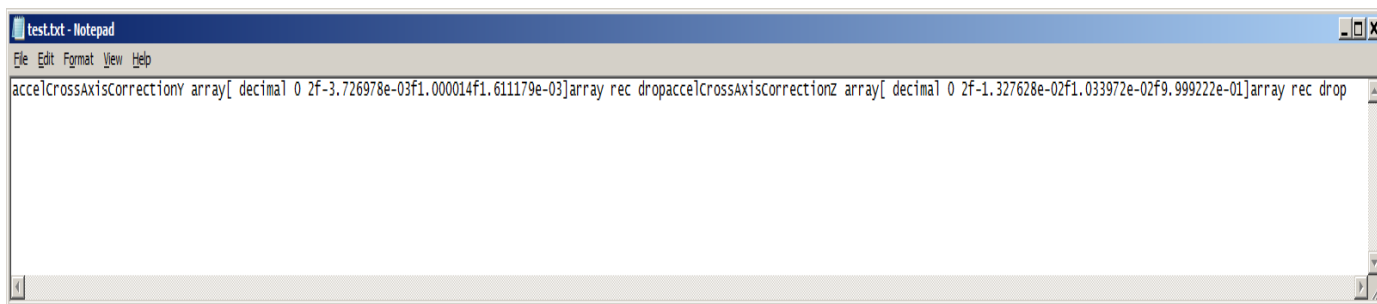 test.txt - Notepad
File Edit Format View Help
accelCrossAxisCorrectionY array[ decimal 0 2f-3.726978e-03f1.000014f1.611179e-03]array rec dropaccelCrossAxisCorrectionZ array[ decimal 0 2f-1.327628e-02f1.033972e-02f9.999222e-01]array rec drop